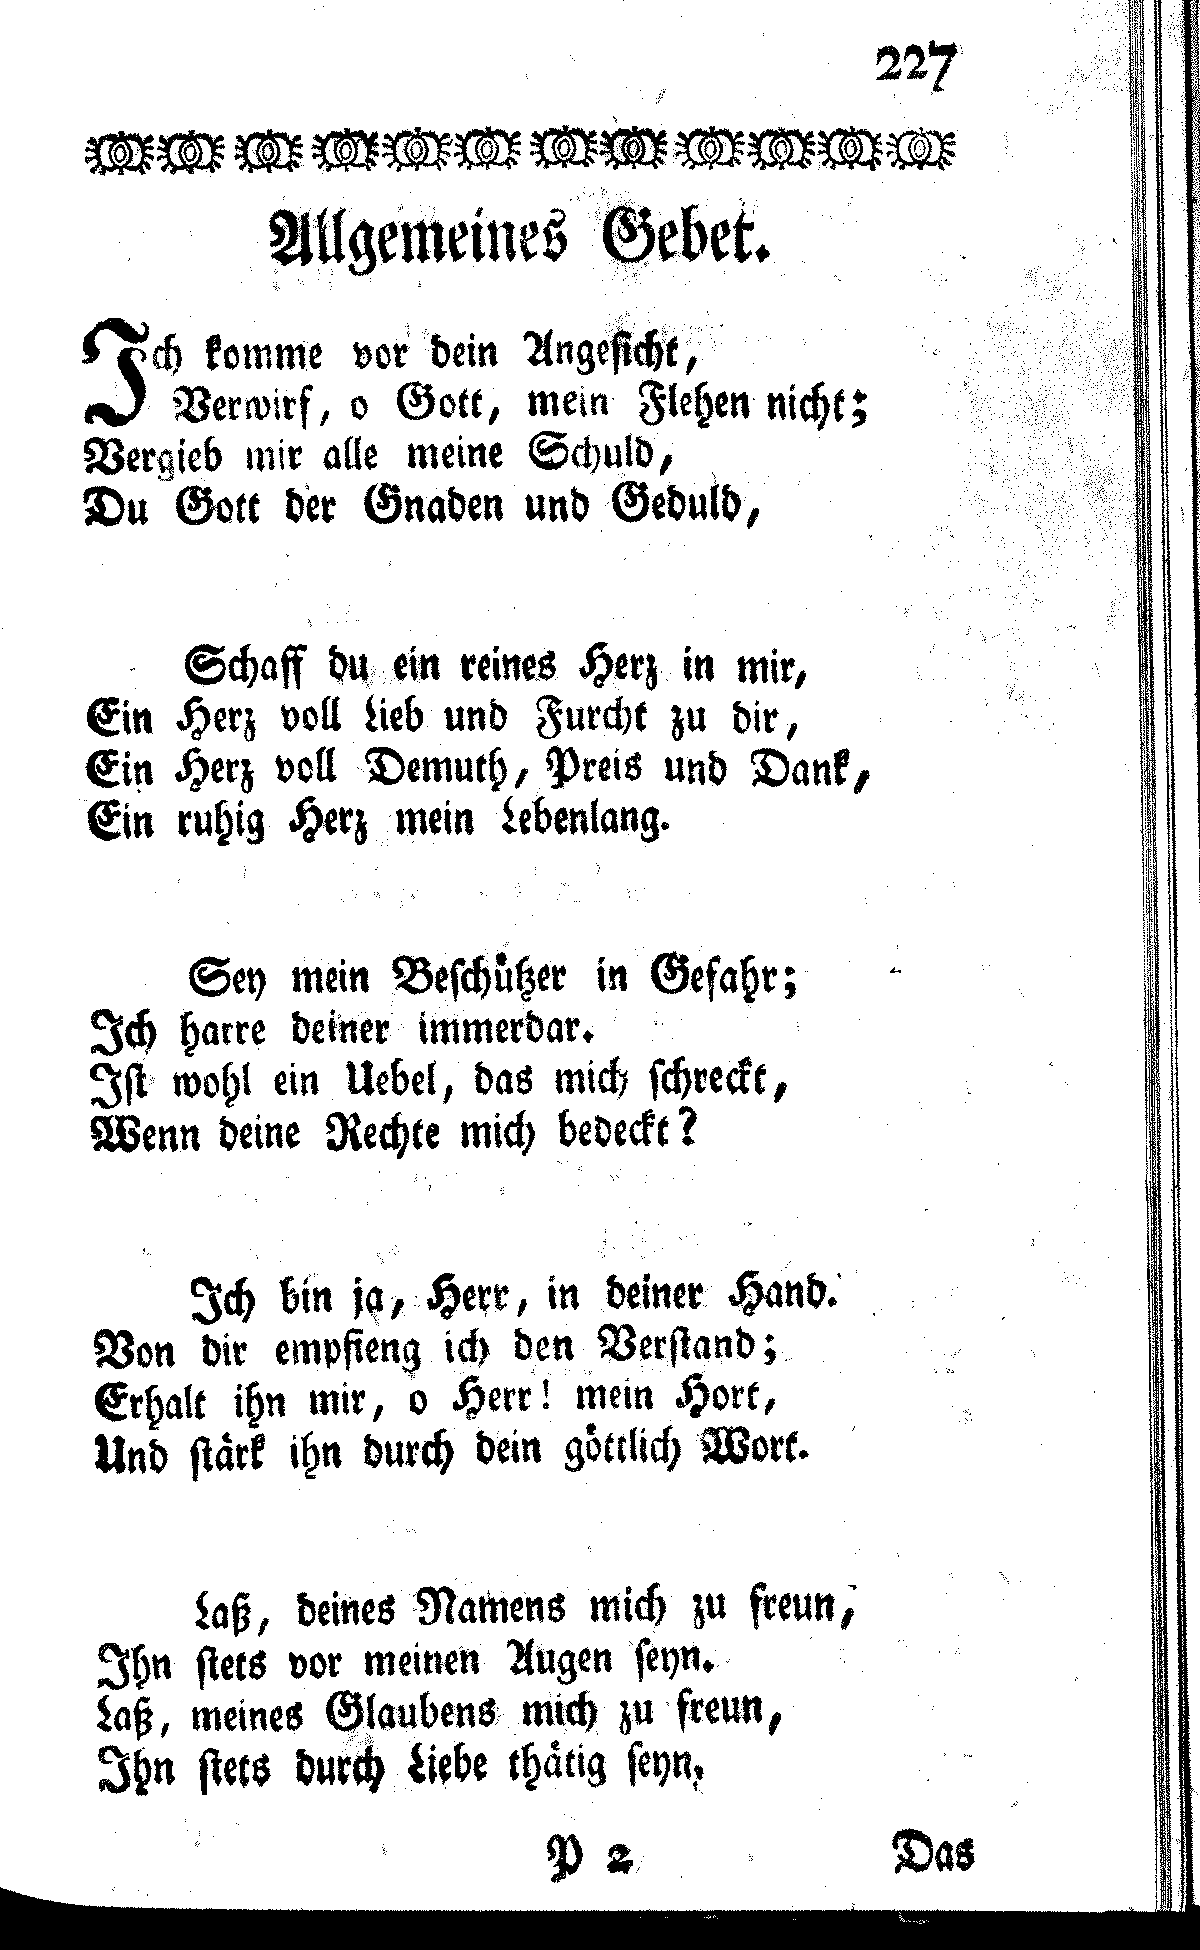 227
Allgemeines Gebet.
Ich komme vor dein Angesicht,
Verwirf, o Gott, mein Flehen nicht;
Vergieb mir alle meine Schuld,
Du Gott der Gnaden und Geduld,
Schaff du ein reines Herz in mir,
Ein Herz voll Lieb und Furcht zu dir,
Ein Herz voll Demuth, Preis und Dank,
Ein ruhig Herz mein Lebenlang.
Sey mein Beschützer in Gefahr;
Ich harre deiner immerdar.
Ist wohl ein Uebel, das mich schreckt,
Wenn deine Rechte mich bedeckt?
Ich bin ja, Herr, in deiner Hand.
Von dir empfieng ich den Verstand;
Erhalt ihn mir, o Herr! mein Hort,
Und stärk ihn durch dein göttlich Wort.
Laß, deines Namens mich zu freun,
Ihn stets vor meinen Augen seyn.
Laß, meines Glaubens mich zu freun,
Ihn stets durch Liebe thätig seyn.
P 2
Das